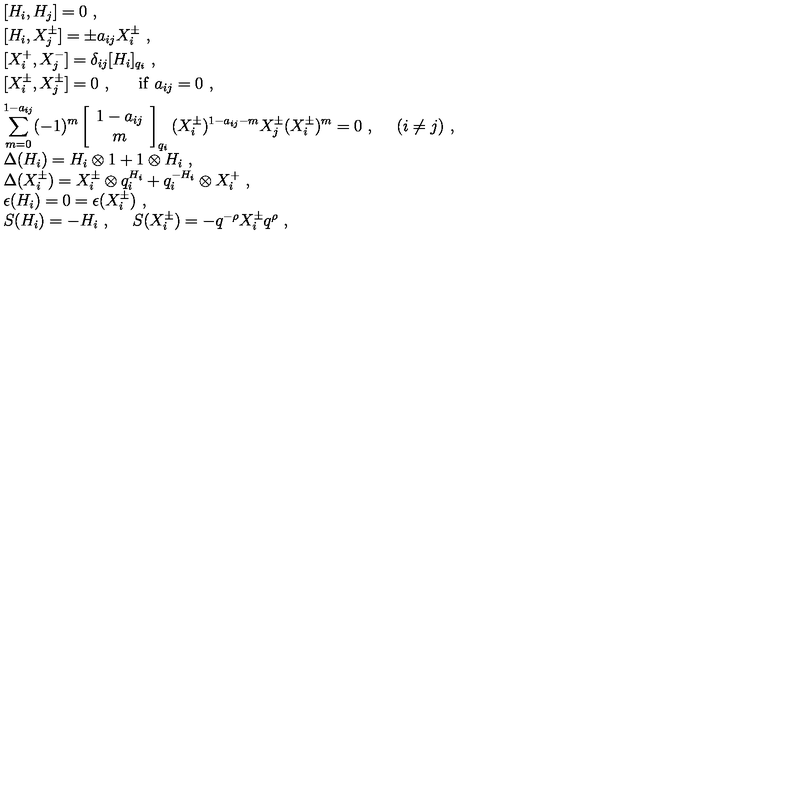 $[H_i, H_j] = 0 \ ,$
$[H_i, X_j^{\pm}] = \pm a_{ij} X_i^{\pm} \ ,$
$[X_i^+, X_j^-] = \delta_{ij} [H_i]_{q_i} \ ,$
$[X_i^{\pm}, X_j^{\pm}] = 0 \ , \quad \text{if } a_{ij} = 0 \ ,$
$\sum_{m=0}^{1-a_{ij}} (-1)^m \left[ \begin{array}{c} 1-a_{ij} \\ m \end{array} \right]_{q_i} (X_i^{\pm})^{1-a_{ij}-m} X_j^{\pm} (X_i^{\pm})^m = 0 \ , \quad (i \neq j) \ ,$
$\Delta(H_i) = H_i \otimes 1 + 1 \otimes H_i \ ,$
$\Delta(X_i^{\pm}) = X_i^{\pm} \otimes q_i^{H_i} + q_i^{-H_i} \otimes X_i^+ \ ,$
$\epsilon(H_i) = 0 = \epsilon(X_i^{\pm}) \ ,$
$S(H_i) = -H_i \ , \quad S(X_i^{\pm}) = -q^{-\rho} X_i^{\pm} q^{\rho} \ ,$